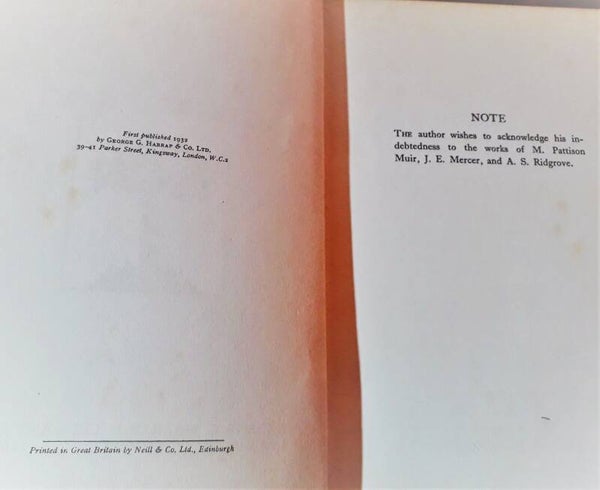 First published 1932
by GEORGE G. HARRAP & CO. LTD.
39-41 Parker Street, Kingsway, London, W.C.2
Printed in Great Britain by Neill & Co. Ltd., Edinburgh
NOTE
THE author wishes to acknowledge his in-
debtedness to the works of M. Pattison
Muir, J. E. Mercer, and A. S. Ridgrove.